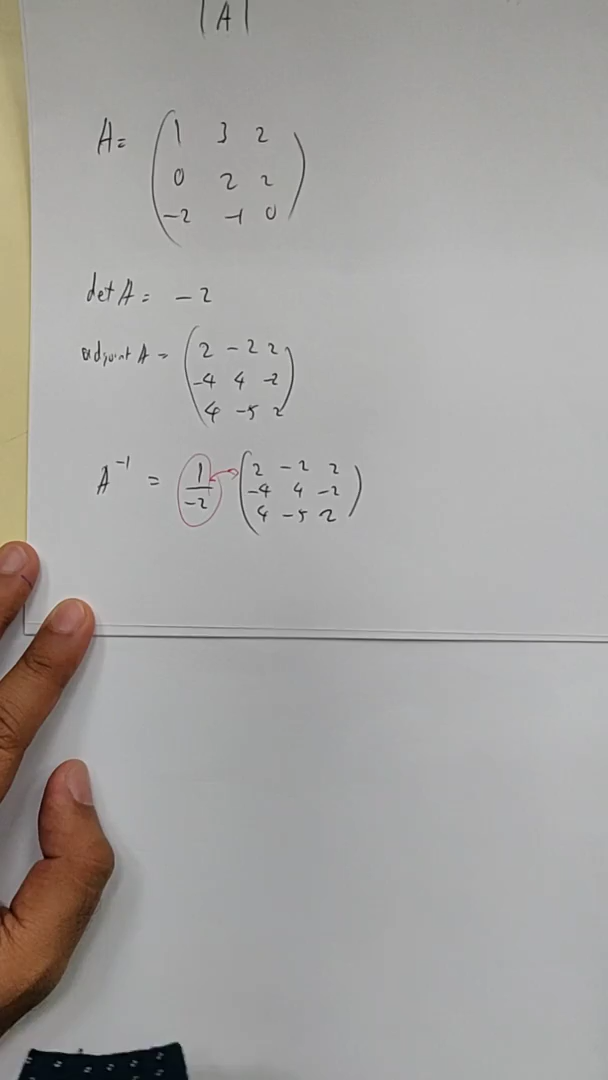 |A|
A= (1 3 2
0 2 2
-2 -1 0)
det A = -2
adjoint A = (2 -2 2
-4 4 -2
4 -5 2)
A⁻¹ = 1/-2 (2 -2 2
-4 4 -2
4 -5 2)